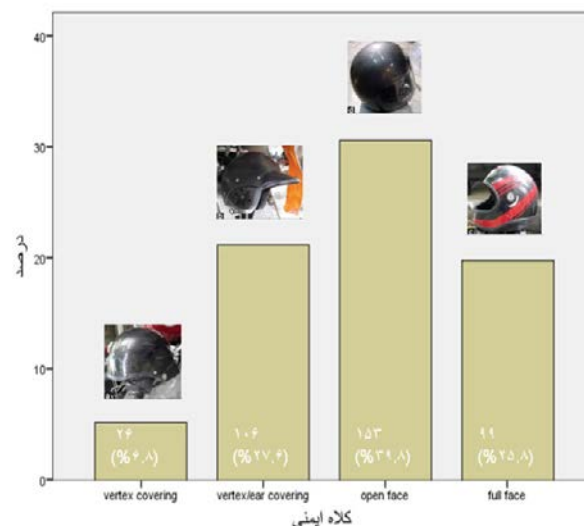 40
30
20
10
0
درصد
۲۶
(%۶.۸)
۱۰۶
(%۲۷.۶)
۱۵۳
(%۳۹.۸)
۹۹
(%۲۵.۸)
vertex covering
vertex/ear covering
open face
full face
کلاه ایمنی